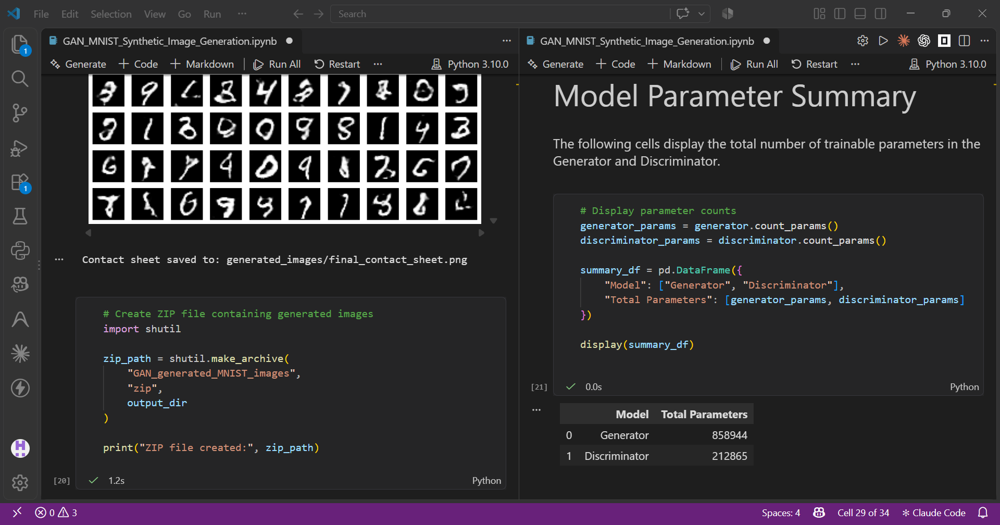 File Edit Selection View Go Run ··· Search
GAN_MNIST_Synthetic_Image_Generation.ipynb
Generate Code Markdown Run All Restart ··· Python 3.10.0
Contact sheet saved to: generated_images/final_contact_sheet.png
# Create ZIP file containing generated images
import shutil
zip_path = shutil.make_archive(
"GAN_generated_MNIST_images",
"zip",
output_dir
)
print("ZIP file created:", zip_path)
[20] 1.2s Python
GAN_MNIST_Synthetic_Image_Generation.ipynb
Generate Code Markdown Run All Restart ··· Python 3.10.0
Model Parameter Summary
The following cells display the total number of trainable parameters in the
Generator and Discriminator.
# Display parameter counts
generator_params = generator.count_params()
discriminator_params = discriminator.count_params()
summary_df = pd.DataFrame({
"Model": ["Generator", "Discriminator"],
"Total Parameters": [generator_params, discriminator_params]
})
display(summary_df)
[21] 0.0s Python
Model Total Parameters
0 Generator 858944
1 Discriminator 212865
1
1
H
0 3 Spaces: 4 Cell 29 of 34 Claude Code